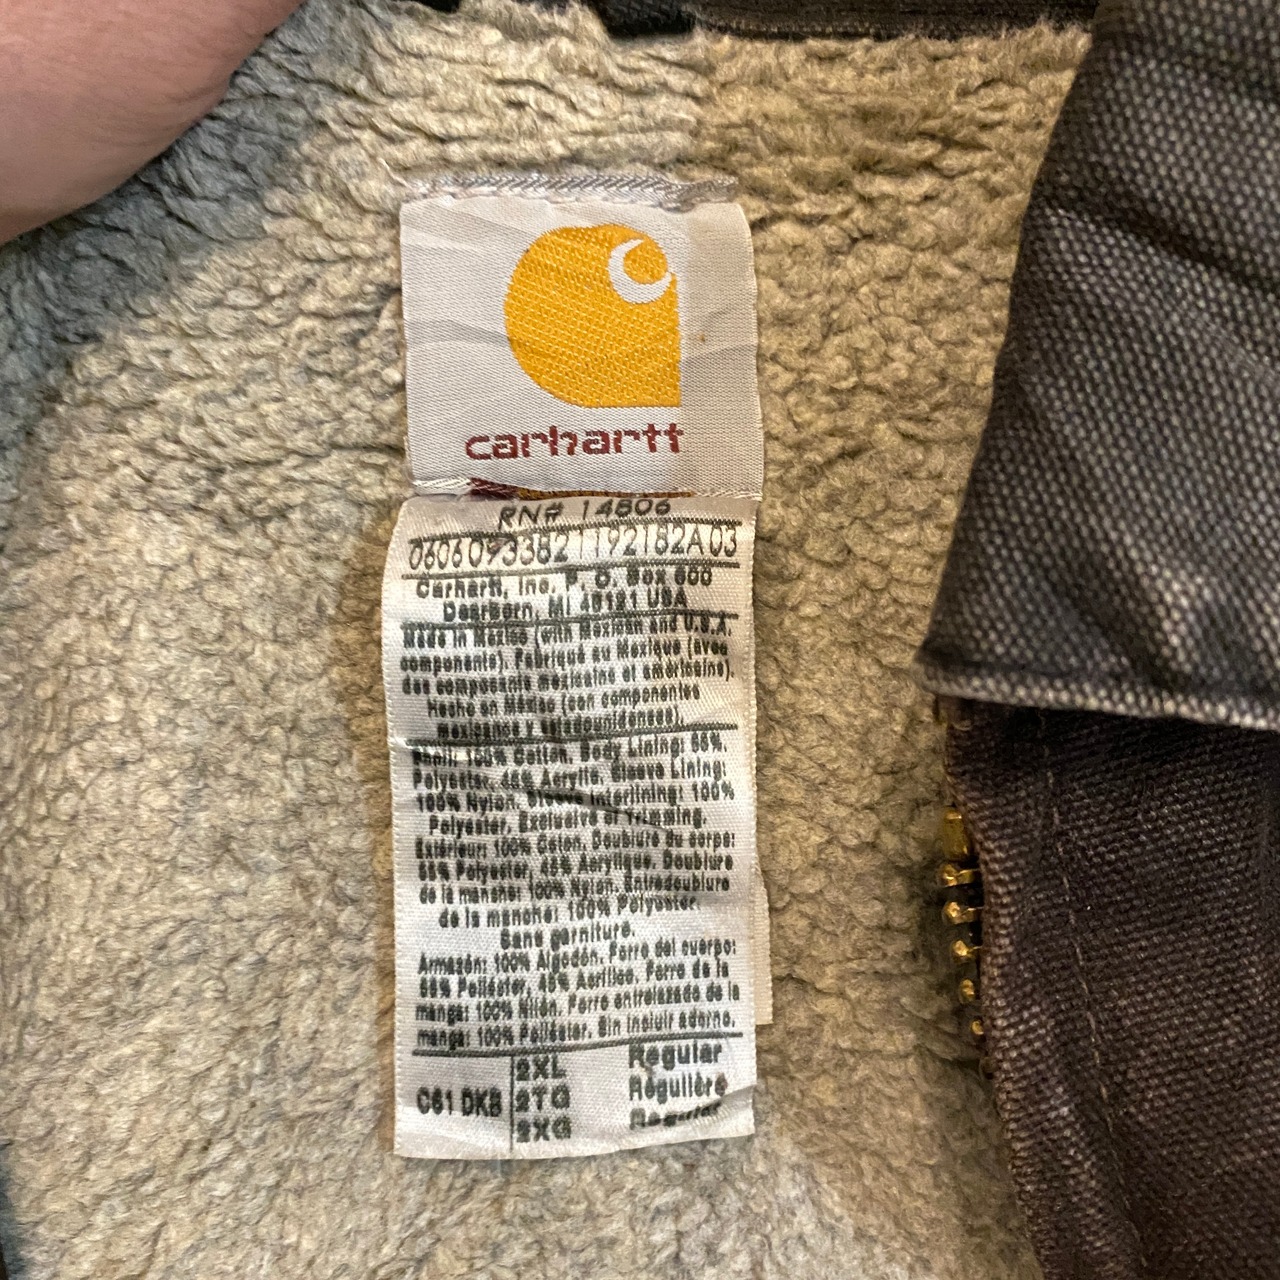 carhartt
RN# 14806
0606093382 1192182A 03
Carhartt, Inc. P. O. Box 600
Dearborn, MI 48121 USA
Made in Mexico (with Mexican and U.S.A.
components). Fabriqué au Mexique (avec
des composants mexicains et américains).
Hecho en México (con componentes
mexicanos y estadounidenses).
Shell: 100% Cotton. Body Lining: 55%
Polyester, 45% Acrylic. Sleeve Lining:
100% Nylon. Sleeve Interlining: 100%
Polyester. Exclusive of Trimming.
Extérieur: 100% Coton. Doublure du corps:
55% Polyester, 45% Acrylique. Doublure
de la manche: 100% Nylon. Entredoublure
de la manche: 100% Polyester.
Sans garniture.
Armazón: 100% Algodón. Forro del cuerpo:
55% Poliéster, 45% Acrílico. Forro de la
manga: 100% Nilón. Forro entrelazado de la
manga: 100% Poliéster. Sin incluir adorno.
C61 DKB
2XL Regular
2TG Régulière
2XG Regular